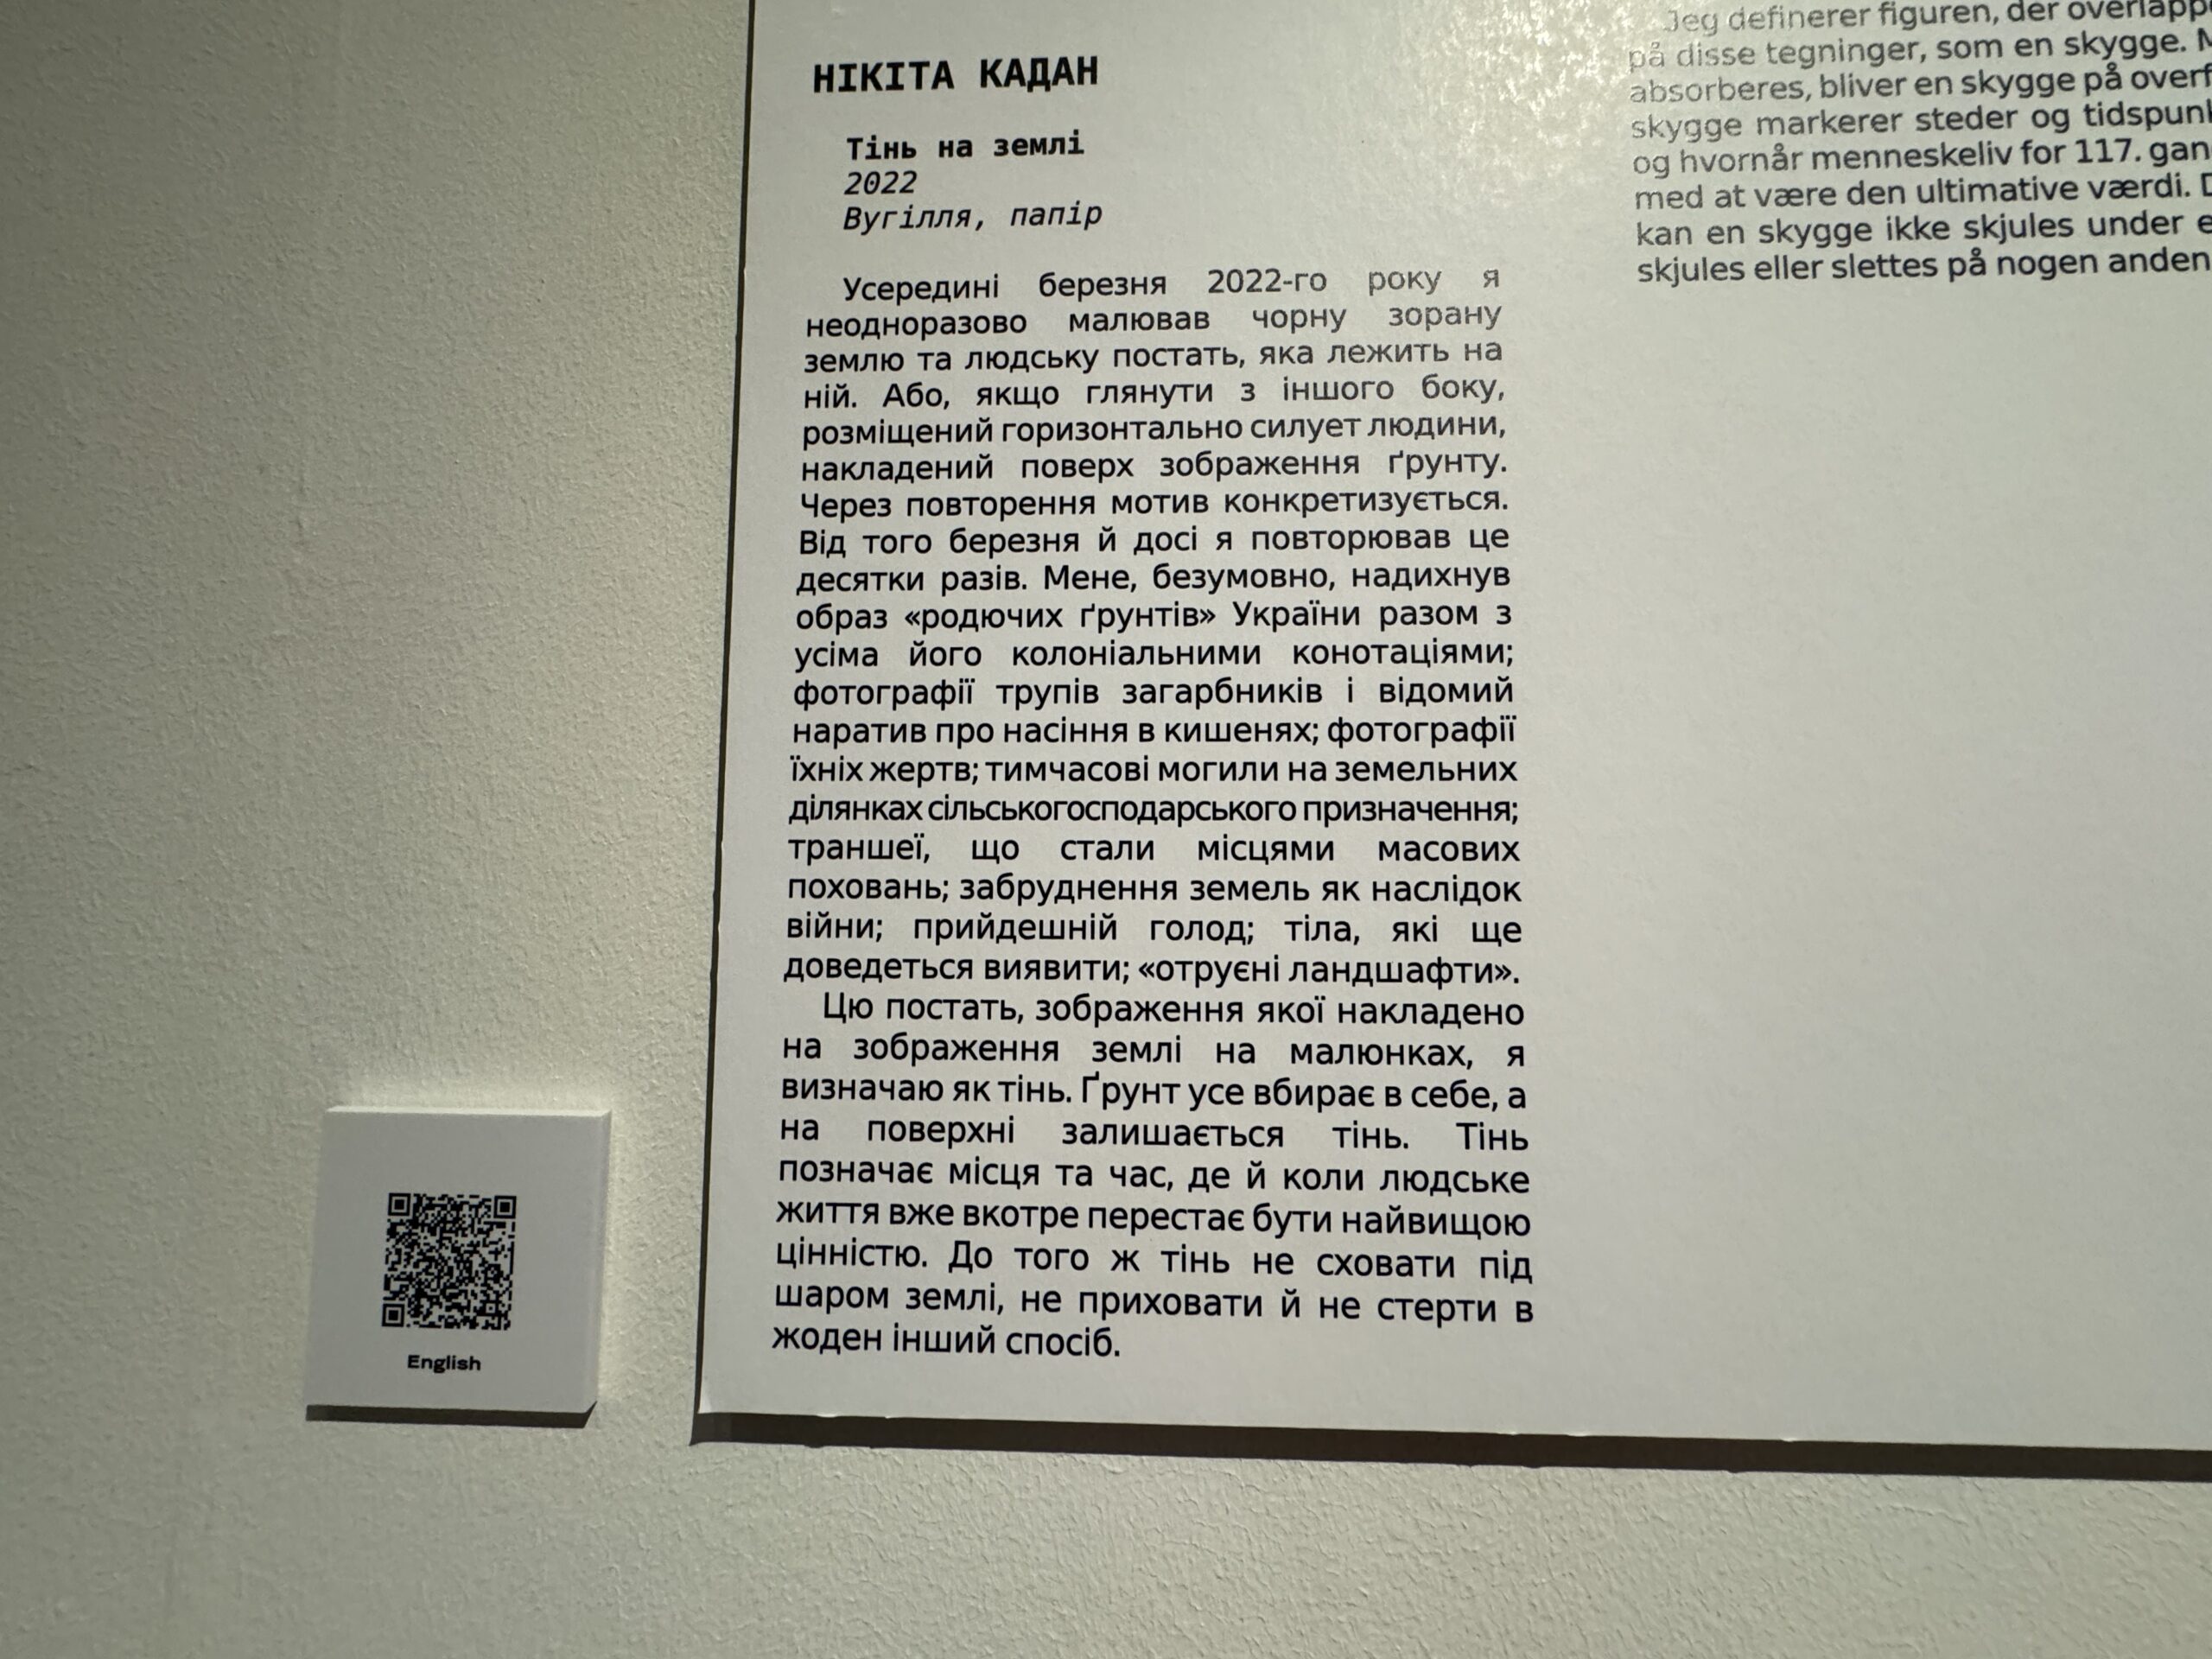 НІКІТА КАДАН
Тінь на землі
2022
Вугілля, папір
Усередині березня 2022-го року я
неодноразово малював чорну зорану
землю та людську постать, яка лежить на
ній. Або, якщо глянути з іншого боку,
розміщений горизонтально силует людини,
накладений поверх зображення ґрунту.
Через повторення мотив конкретизується.
Від того березня й досі я повторював це
десятки разів. Мене, безумовно, надихнув
образ «родючих ґрунтів» України разом з
усіма його колоніальними конотаціями;
фотографії трупів загарбників і відомий
наратив про насіння в кишенях; фотографії
їхніх жертв; тимчасові могили на земельних
ділянках сільськогосподарського призначення;
траншеї, що стали місцями масових
поховань; забруднення земель як наслідок
війни; прийдешній голод; тіла, які ще
доведеться виявити; «отруєні ландшафти».
Цю постать, зображення якої накладено
на зображення землі на малюнках, я
визначаю як тінь. Ґрунт усе вбирає в себе, а
на поверхні залишається тінь. Тінь
позначає місця та час, де й коли людське
життя вже вкотре перестає бути найвищою
цінністю. До того ж тінь не сховати під
шаром землі, не приховати й не стерти в
жоден інший спосіб.
Jeg definerer figuren, der
på disse tegninger, som en skygge.
absorberes, bliver en skygge på
skygge markerer steder og
og hvornår menneskeliv for 117.
med at være den ultimative værdi.
kan en skygge ikke skjules under
skjules eller slettes på nogen anden
English